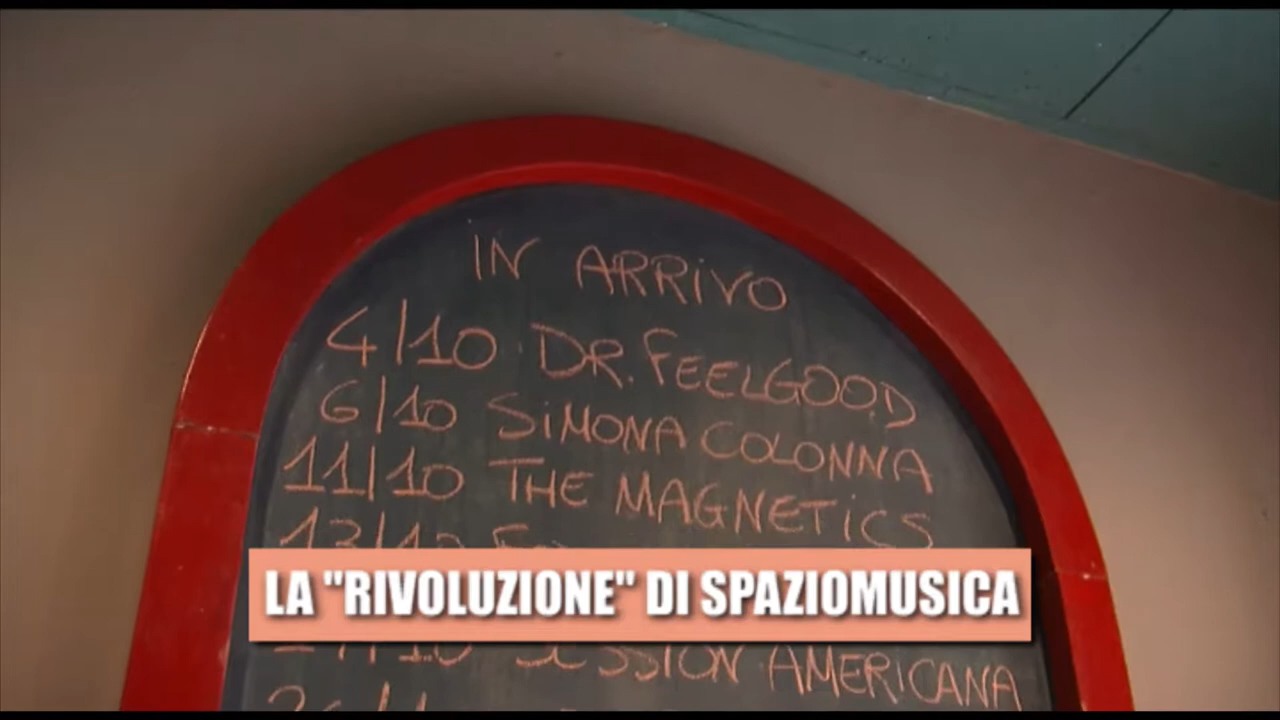 IN ARRIVO
4/10 DR. FEELGOOD
6/10 SIMONA COLONNA
11/10 THE MAGNETICS
LA "RIVOLUZIONE" DI SPAZIOMUSICA
SESSION AMERICANA